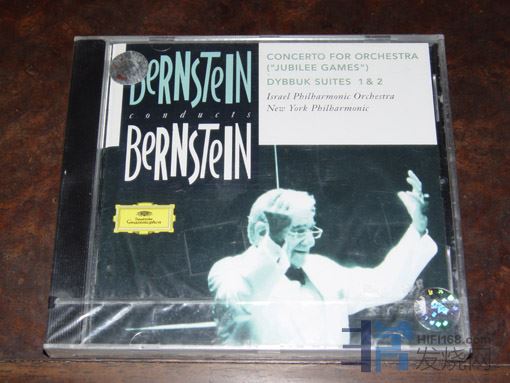 BERNSTEIN
conducts
BERNSTEIN
CONCERTO FOR ORCHESTRA
("JUBILEE GAMES")
DYBBUK SUITES 1 & 2
Israel Philharmonic Orchestra
New York Philharmonic
Deutsche
Grammophon
HIFI168.com
发烧网